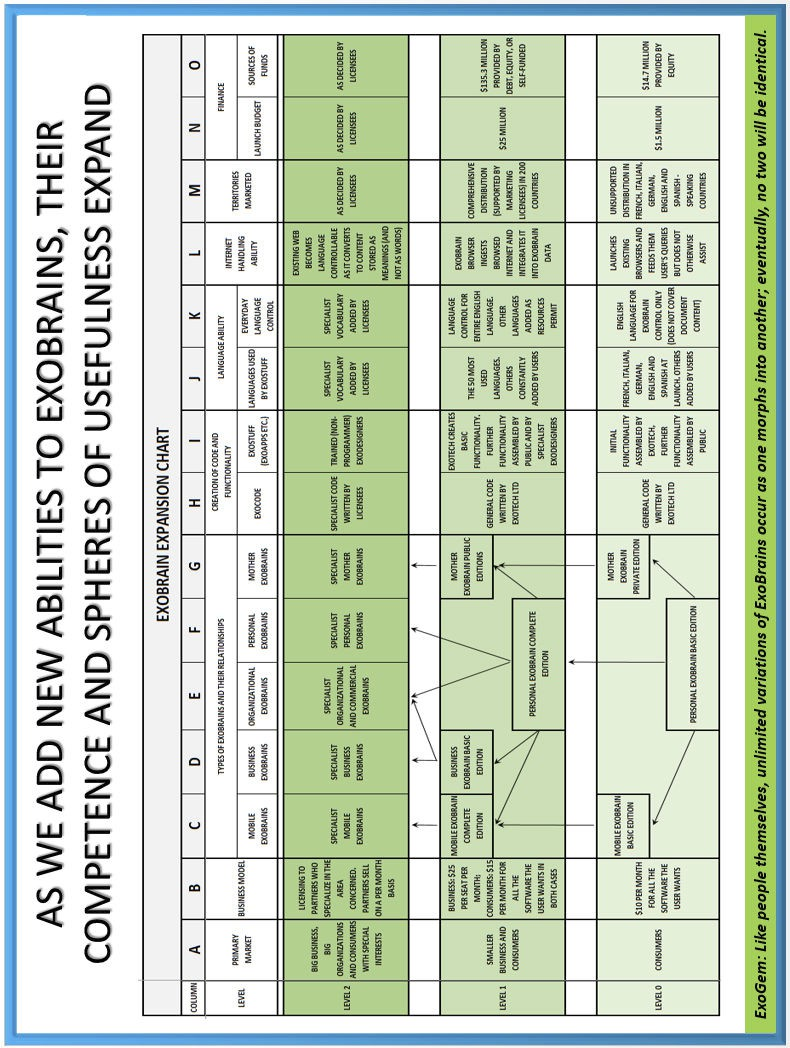 AS WE ADD NEW ABILITIES TO EXOBRAINS, THEIR
COMPETENCE AND SPHERES OF USEFULNESS EXPAND
EXOBRAIN EXPANSION CHART
COLUMN
A
B
C
D
E
F
G
H
I
J
K
L
M
N
O
LEVEL
PRIMARY
MARKET
BUSINESS MODEL
TYPES OF EXOBRAINS AND THEIR RELATIONSHIPS
MOBILE
EXOBRAINS
BUSINESS
EXOBRAINS
ORGANIZATIONAL
EXOBRAINS
PERSONAL
EXOBRAINS
MOTHER
EXOBRAINS
CREATION OF CODE AND
FUNCTIONALITY
EXOCODE
EXOSTUFF
(EXOAPPS ETC.)
LANGUAGE ABILITY
LANGUAGES USED
BY EXOSTUFF
EVERYDAY
LANGUAGE
CONTROL
INTERNET
HANDLING
ABILITY
TERRITORIES
MARKETED
FINANCE
LAUNCH BUDGET
SOURCES OF
FUNDS
LEVEL 2
BIG BUSINESS,
BIG
ORGANIZATIONS
AND CONSUMERS
WITH SPECIAL
INTERESTS
LICENSING TO
PARTNERS WHO
SPECIALIZE IN THE
AREA
CONCERNED.
PARTNERS SELL
ON A PER MONTH
BASIS
SPECIALIST
MOBILE
EXOBRAINS
SPECIALIST
BUSINESS
EXOBRAINS
SPECIALIST
ORGANIZATIONAL
AND COMMERCIAL
EXOBRAINS
SPECIALIST
PERSONAL
EXOBRAINS
SPECIALIST
MOTHER
EXOBRAINS
SPECIALIST CODE
WRITTEN BY
LICENSEES
TRAINED (NON-
PROGRAMMER)
EXODESIGNERS
SPECIALIST
VOCABULARY
ADDED BY
LICENSEES
SPECIALIST
VOCABULARY
ADDED BY
LICENSEES
EXISTING WEB
BECOMES
LANGUAGE
CONTROLLABLE
AS IT CONVERTS
TO CONTENT
STORED AS
MEANINGS (AND
NOT AS WORDS)
AS DECIDED BY
LICENSEES
AS DECIDED BY
LICENSEES
AS DECIDED BY
LICENSEES
LEVEL 1
SMALLER
BUSINESS AND
CONSUMERS
BUSINESS: $25
PER SEAT PER
MONTH;
CONSUMERS: $15
PER MONTH FOR
ALL THE
SOFTWARE THE
USER WANTS IN
BOTH CASES
MOBILE EXOBRAIN
COMPLETE
EDITION
BUSINESS
EXOBRAIN BASIC
EDITION
PERSONAL EXOBRAIN COMPLETE
EDITION
MOTHER
EXOBRAIN PUBLIC
EDITIONS
GENERAL CODE
WRITTEN BY
EXOTECH LTD
EXOTECH CREATES
BASIC
FUNCTIONALITY.
FURTHER
FUNCTIONALITY
ASSEMBLED BY
PUBLIC AND BY
SPECIALIST
EXODESIGNERS
THE 50 MOST
USED
LANGUAGES.
OTHERS
CONSTANTLY
ADDED BY USERS
LANGUAGE
CONTROL FOR
ENTIRE ENGLISH
LANGUAGE.
OTHER
LANGUAGES
ADDED AS
RESOURCES
PERMIT
EXOBRAIN
BROWSER
INGESTS
BROWSED
INTERNET AND
INTEGRATES IT
INTO EXOBRAIN
DATA
COMPREHENSIVE
DISTRIBUTION
(SUPPORTED BY
MARKETING
LICENSEES) IN 200
COUNTRIES
$25 MILLION
$135.3 MILLION
PROVIDED BY
DEBT, EQUITY, OR
SELF-FUNDED
LEVEL 0
CONSUMERS
$10 PER MONTH
FOR ALL THE
SOFTWARE THE
USER WANTS
MOBILE EXOBRAIN
BASIC EDITION
PERSONAL EXOBRAIN BASIC EDITION
MOTHER
EXOBRAIN
PRIVATE EDITION
GENERAL CODE
WRITTEN BY
EXOTECH LTD
INITIAL
FUNCTIONALITY
ASSEMBLED BY
EXOTECH, FURTHER
FUNCTIONALITY
ASSEMBLED BY
PUBLIC
FRENCH, ITALIAN,
GERMAN,
ENGLISH AND
SPANISH AT
LAUNCH. OTHERS
ADDED BY USERS
ENGLISH
LANGUAGE FOR
EXOBRAIN
CONTROL ONLY
(DOES NOT COVER
DOCUMENT
CONTENT)
LAUNCHES
EXISTING
BROWSERS AND
FEEDS THEM
USER'S QUERIES
BUT DOES NOT
OTHERWISE
ASSIST
UNSUPPORTED
DISTRIBUTION IN
FRENCH, ITALIAN,
GERMAN,
ENGLISH AND
SPANISH -
SPEAKING
COUNTRIES
$1.5 MILLION
$14.7 MILLION
PROVIDED BY
EQUITY
ExoGem: Like people themselves, unlimited variations of ExoBrains occur as one morphs into another; eventually, no two will be identical.